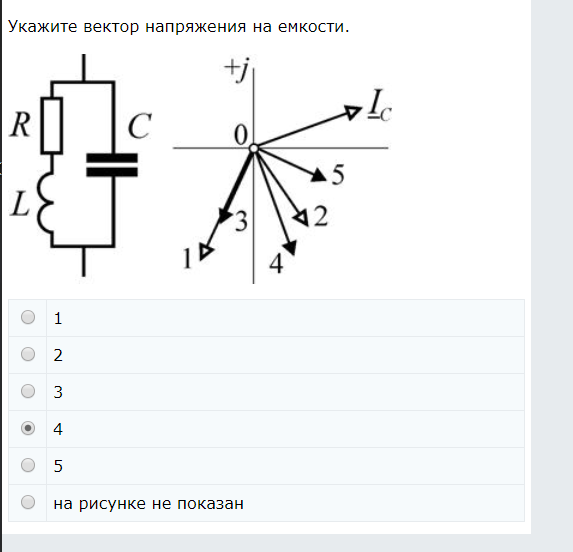 Укажите вектор напряжения на емкости.
+j
I_C
R
C
0
5
L
3
2
1
4
1
2
3
4
5
на рисунке не показан